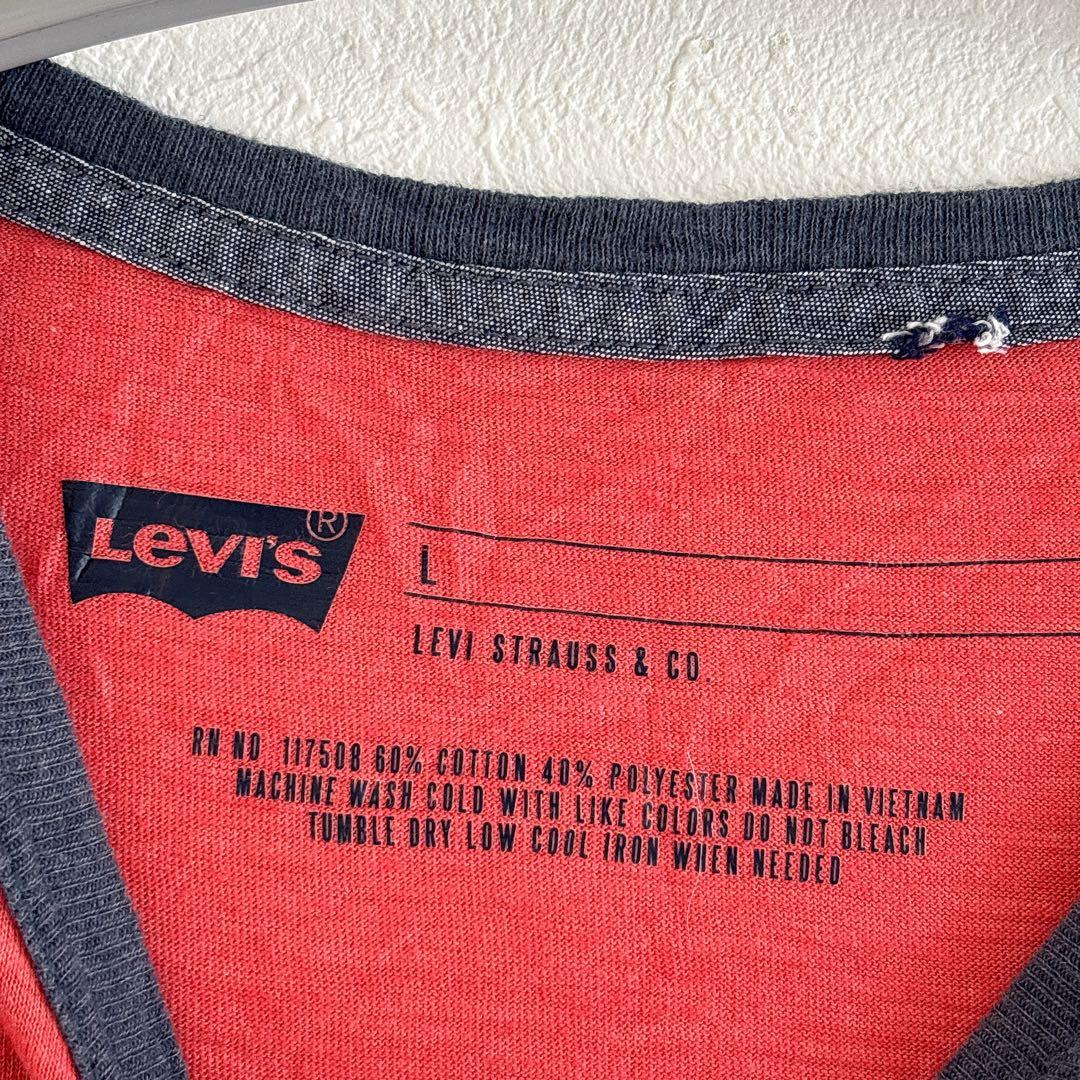 Levi's®
L
LEVI STRAUSS & CO.
RN NO 117508 60% COTTON 40% POLYESTER MADE IN VIETNAM
MACHINE WASH COLD WITH LIKE COLORS DO NOT BLEACH
TUMBLE DRY LOW COOL IRON WHEN NEEDED